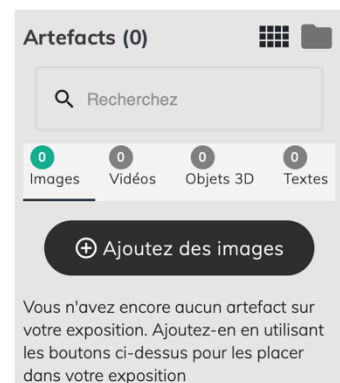 Artefacts (0)
Recherchez
0 0 0 0
Images Vidéos Objets 3D Textes
Ajoutez des images
Vous n'avez encore aucun artefact sur
votre exposition. Ajoutez-en en utilisant
les boutons ci-dessus pour les placer
dans votre exposition